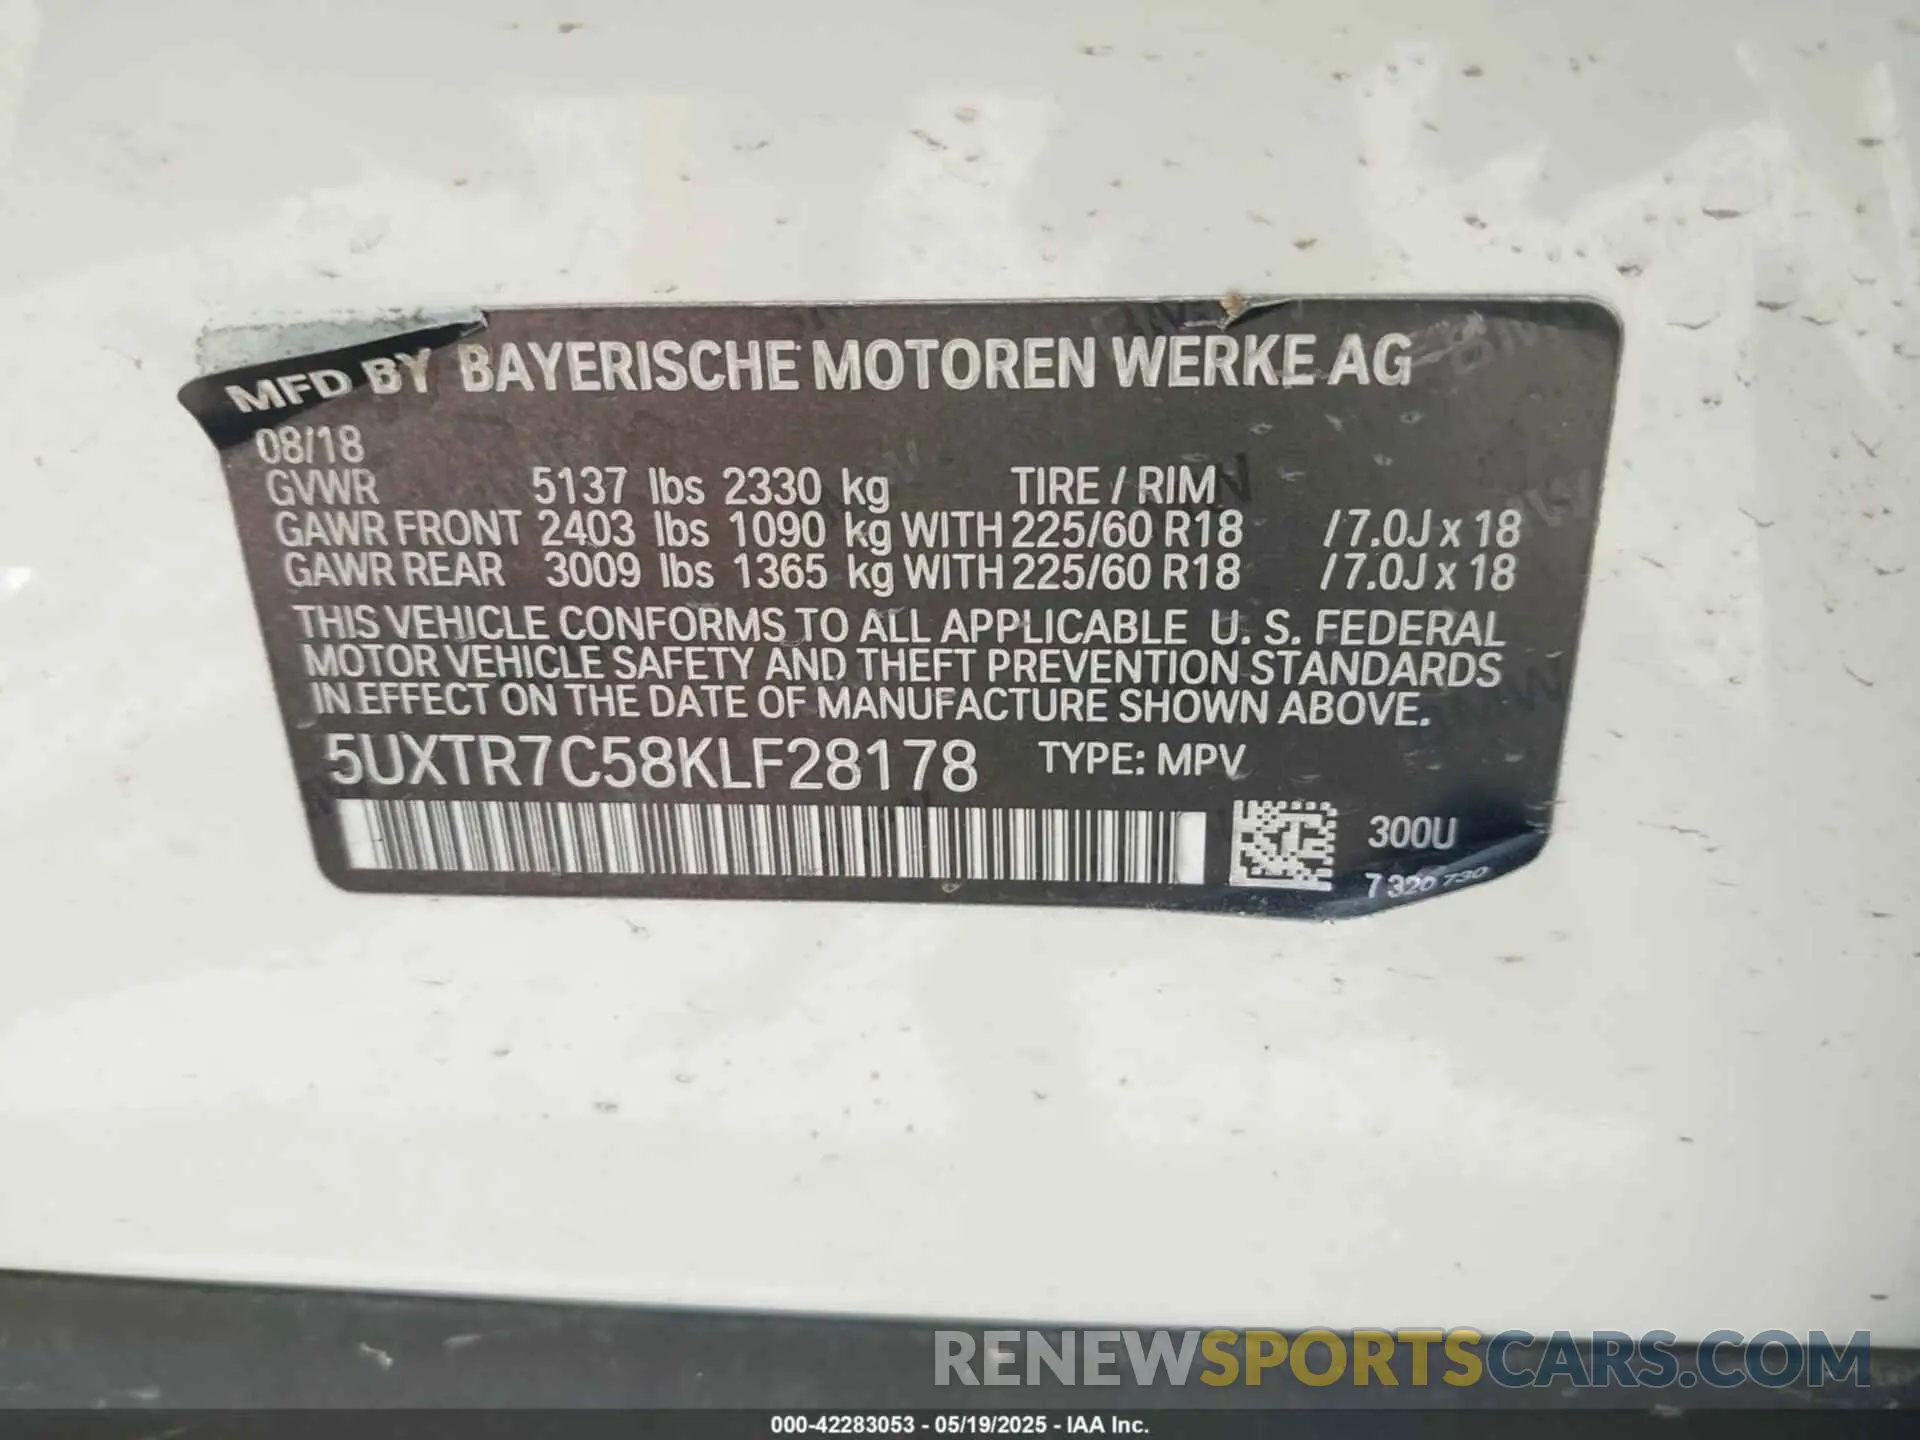 MFD BY BAYERISCHE MOTOREN WERKE AG
08/18
GVWR 5137 lbs 2330 kg TIRE / RIM
GAWR FRONT 2403 lbs 1090 kg WITH 225/60 R18 /7.0J x 18
GAWR REAR 3009 lbs 1365 kg WITH 225/60 R18 /7.0J x 18
THIS VEHICLE CONFORMS TO ALL APPLICABLE U. S. FEDERAL
MOTOR VEHICLE SAFETY AND THEFT PREVENTION STANDARDS
IN EFFECT ON THE DATE OF MANUFACTURE SHOWN ABOVE.
5UXTR7C58KLF28178 TYPE: MPV
300U
7 320 730
RENEWSPORTSCARS.COM
000-42283053 - 05/19/2025 - IAA Inc.